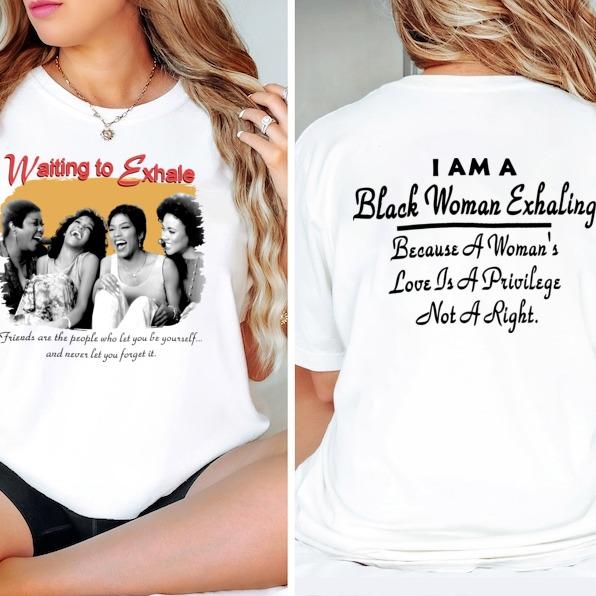 Waiting to Exhale
Friends are the people who let you be yourself...
and never let you forget it.
I AM A
Black Woman Exhaling
Because A Woman's
Love Is A Privilege
Not A Right.